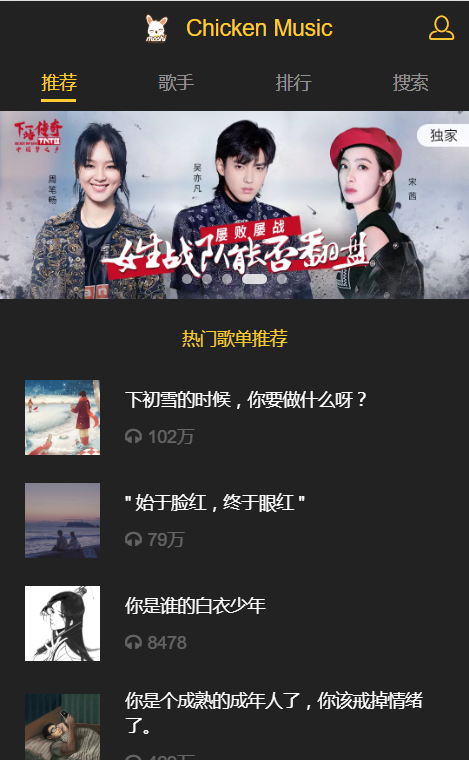 Chicken Music
推荐
歌手
排行
搜索
下一站传奇
独家
周笔畅
吴亦凡
宋茜
屡败屡战
女生战队能否翻盘
热门歌单推荐
下初雪的时候，你要做什么呀？
102万
" 始于脸红，终于眼红 "
79万
你是谁的白衣少年
8478
你是个成熟的成年人了，你该戒掉情绪
了。